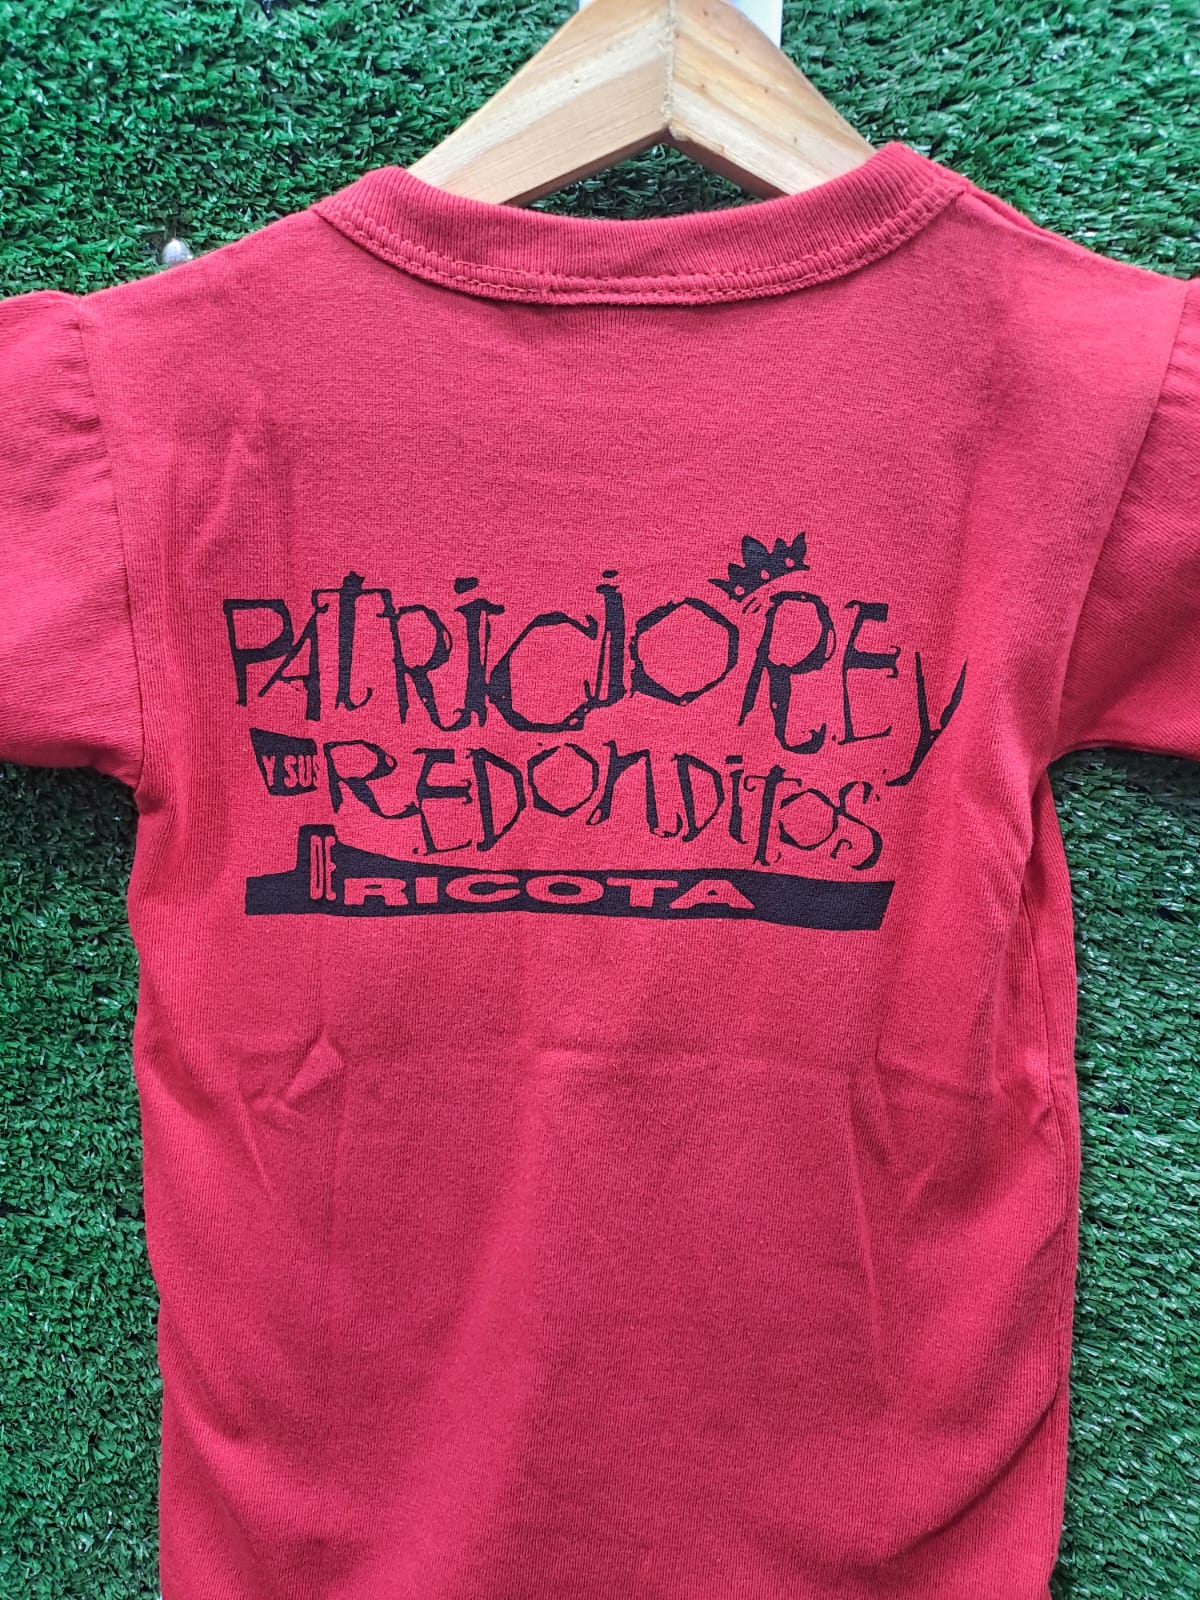 PATRICIO REY
Y SUS REDONDITOS
DE RICOTA